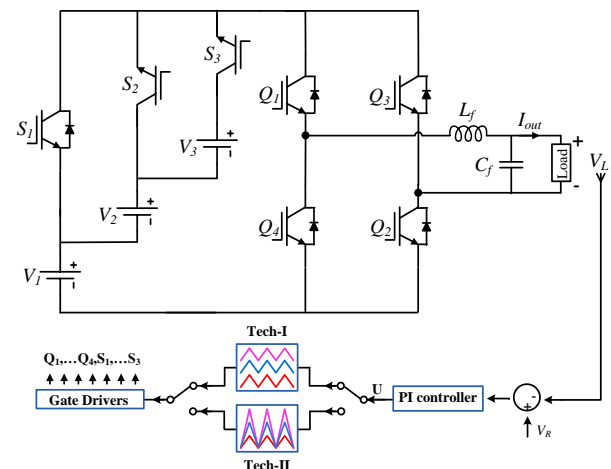 S1
S2
S3
V1
V2
V3
Q1
Q3
Q4
Q2
Lf
Iout
Cf
Load
+
-
VL
Tech-I
Q1,...Q4,S1,...S3
Gate Drivers
U
PI controller
-
+
VR
Tech-II